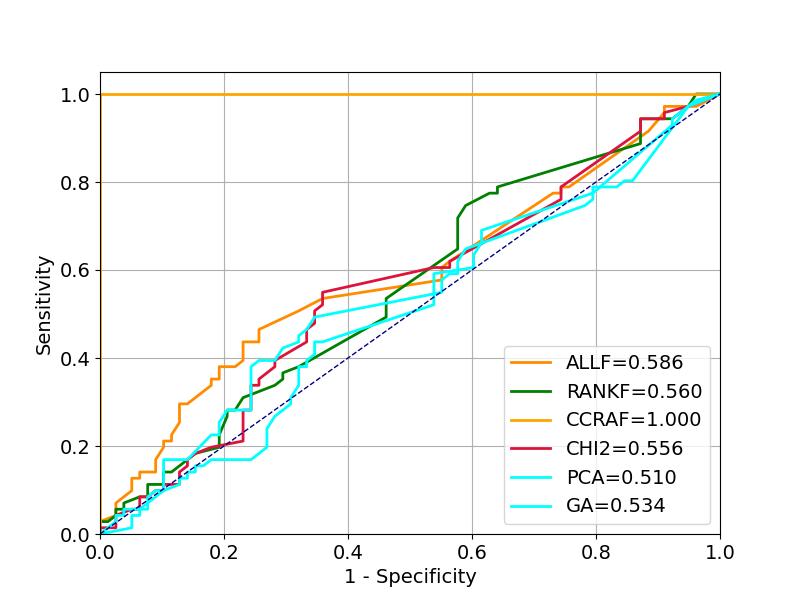 1.0
0.8
0.6
0.4
0.2
0.0
Sensitivity
ALLF=0.586
RANKF=0.560
CCRAF=1.000
CHI2=0.556
PCA=0.510
GA=0.534
0.0 0.2 0.4 0.6 0.8 1.0
1 - Specificity